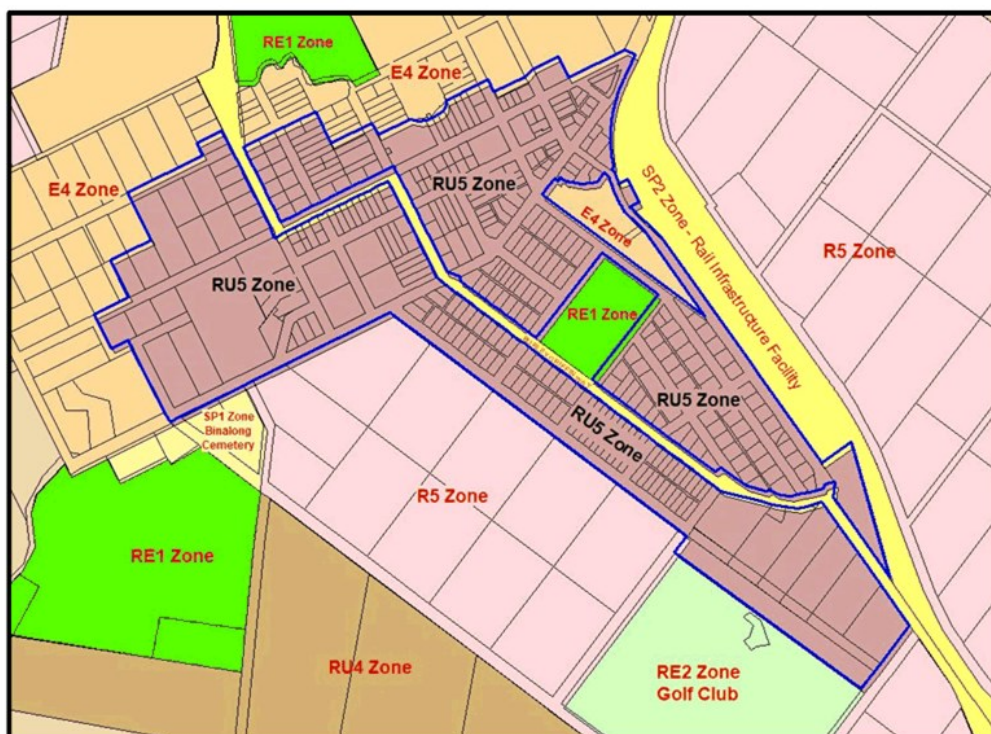 RE1 Zone
E4 Zone
E4 Zone
RU5 Zone
SP2 Zone - Rail Infrastructure Facility
E4 Zone
R5 Zone
RU5 Zone
RE1 Zone
RU5 Zone
RU5 Zone
SP1 Zone
Binalong
Cemetery
R5 Zone
RE1 Zone
RU4 Zone
RE2 Zone
Golf Club